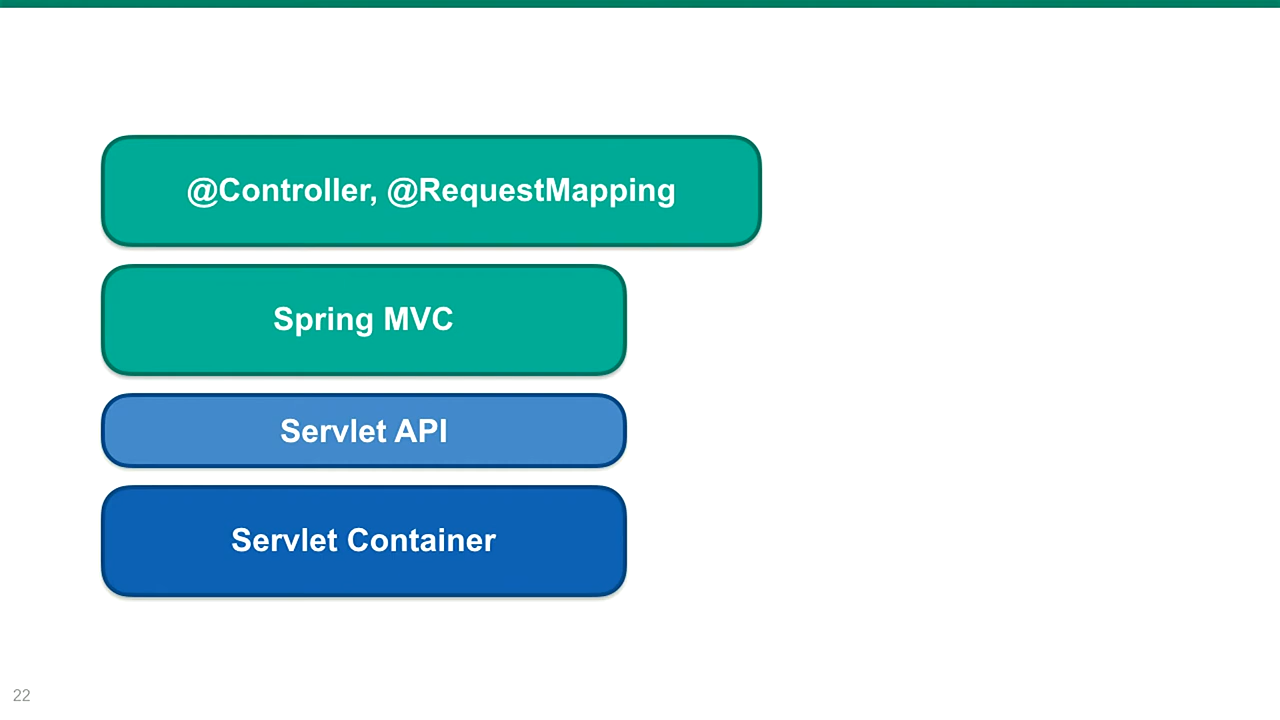 @Controller, @RequestMapping
Spring MVC
Servlet API
Servlet Container
22